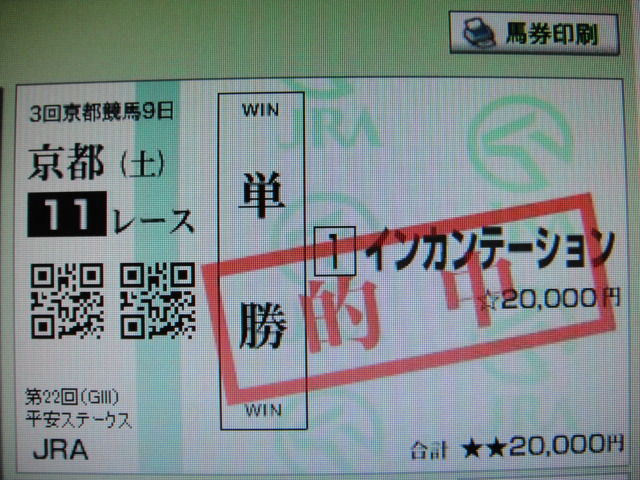 馬券印刷
3回京都競馬9日
京都(土)
11レース
WIN
単
勝
WIN
1 インカンテーション
☆20,000円
的中
第22回(GIII)
平安ステークス
JRA
合計 ★★20,000円
JRA